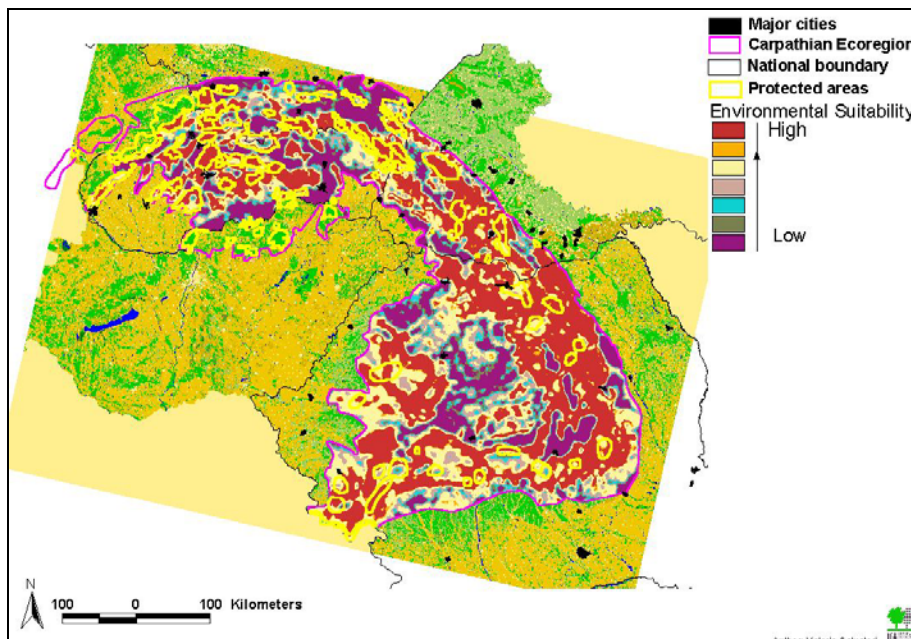 Major cities
Carpathian Ecoregion
National boundary
Protected areas
Environmental Suitability
High
Low
N
100 0 100 Kilometers